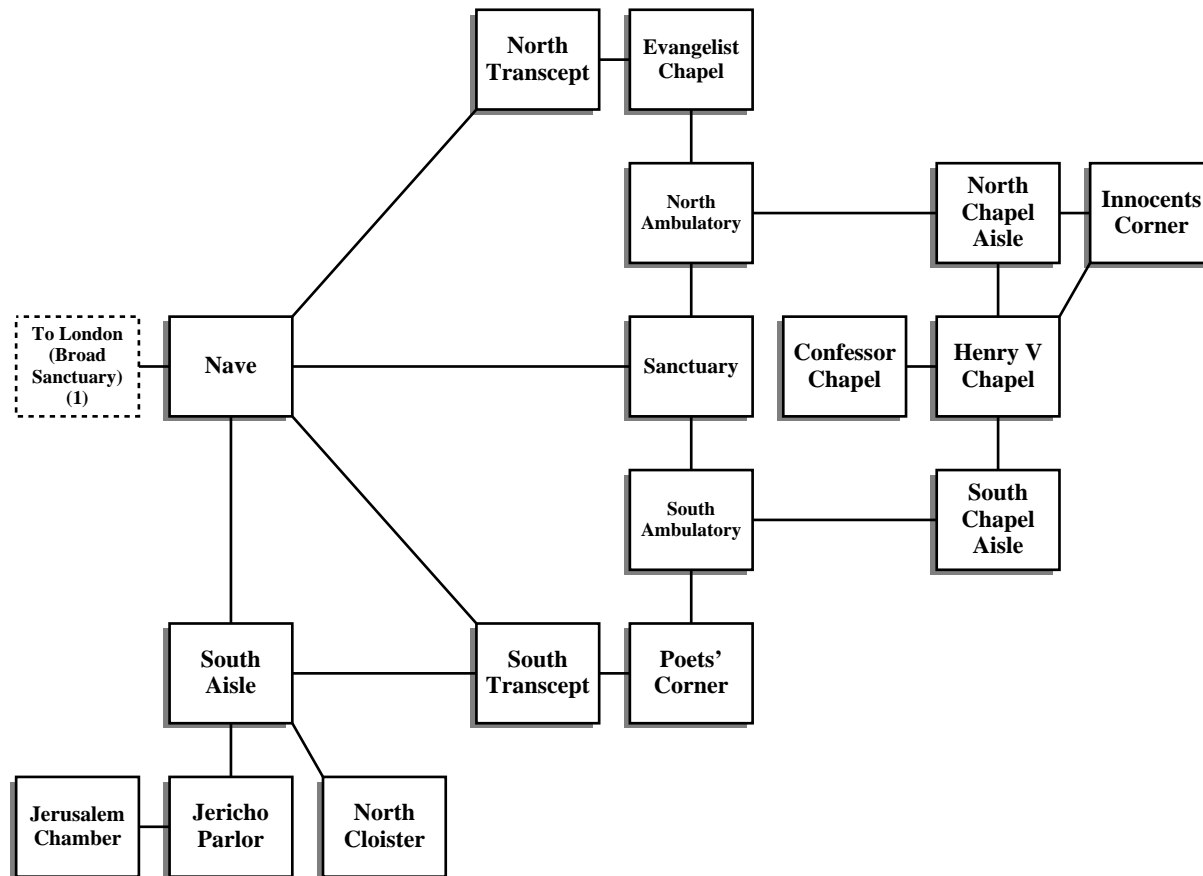 North
Transcept
Evangelist
Chapel
North
Ambulatory
North
Chapel
Aisle
Innocents
Corner
To London
(Broad
Sanctuary)
(1)
Nave
Sanctuary
Confessor
Chapel
Henry V
Chapel
South
Ambulatory
South
Chapel
Aisle
South
Aisle
South
Transcept
Poets’
Corner
Jerusalem
Chamber
Jericho
Parlor
North
Cloister